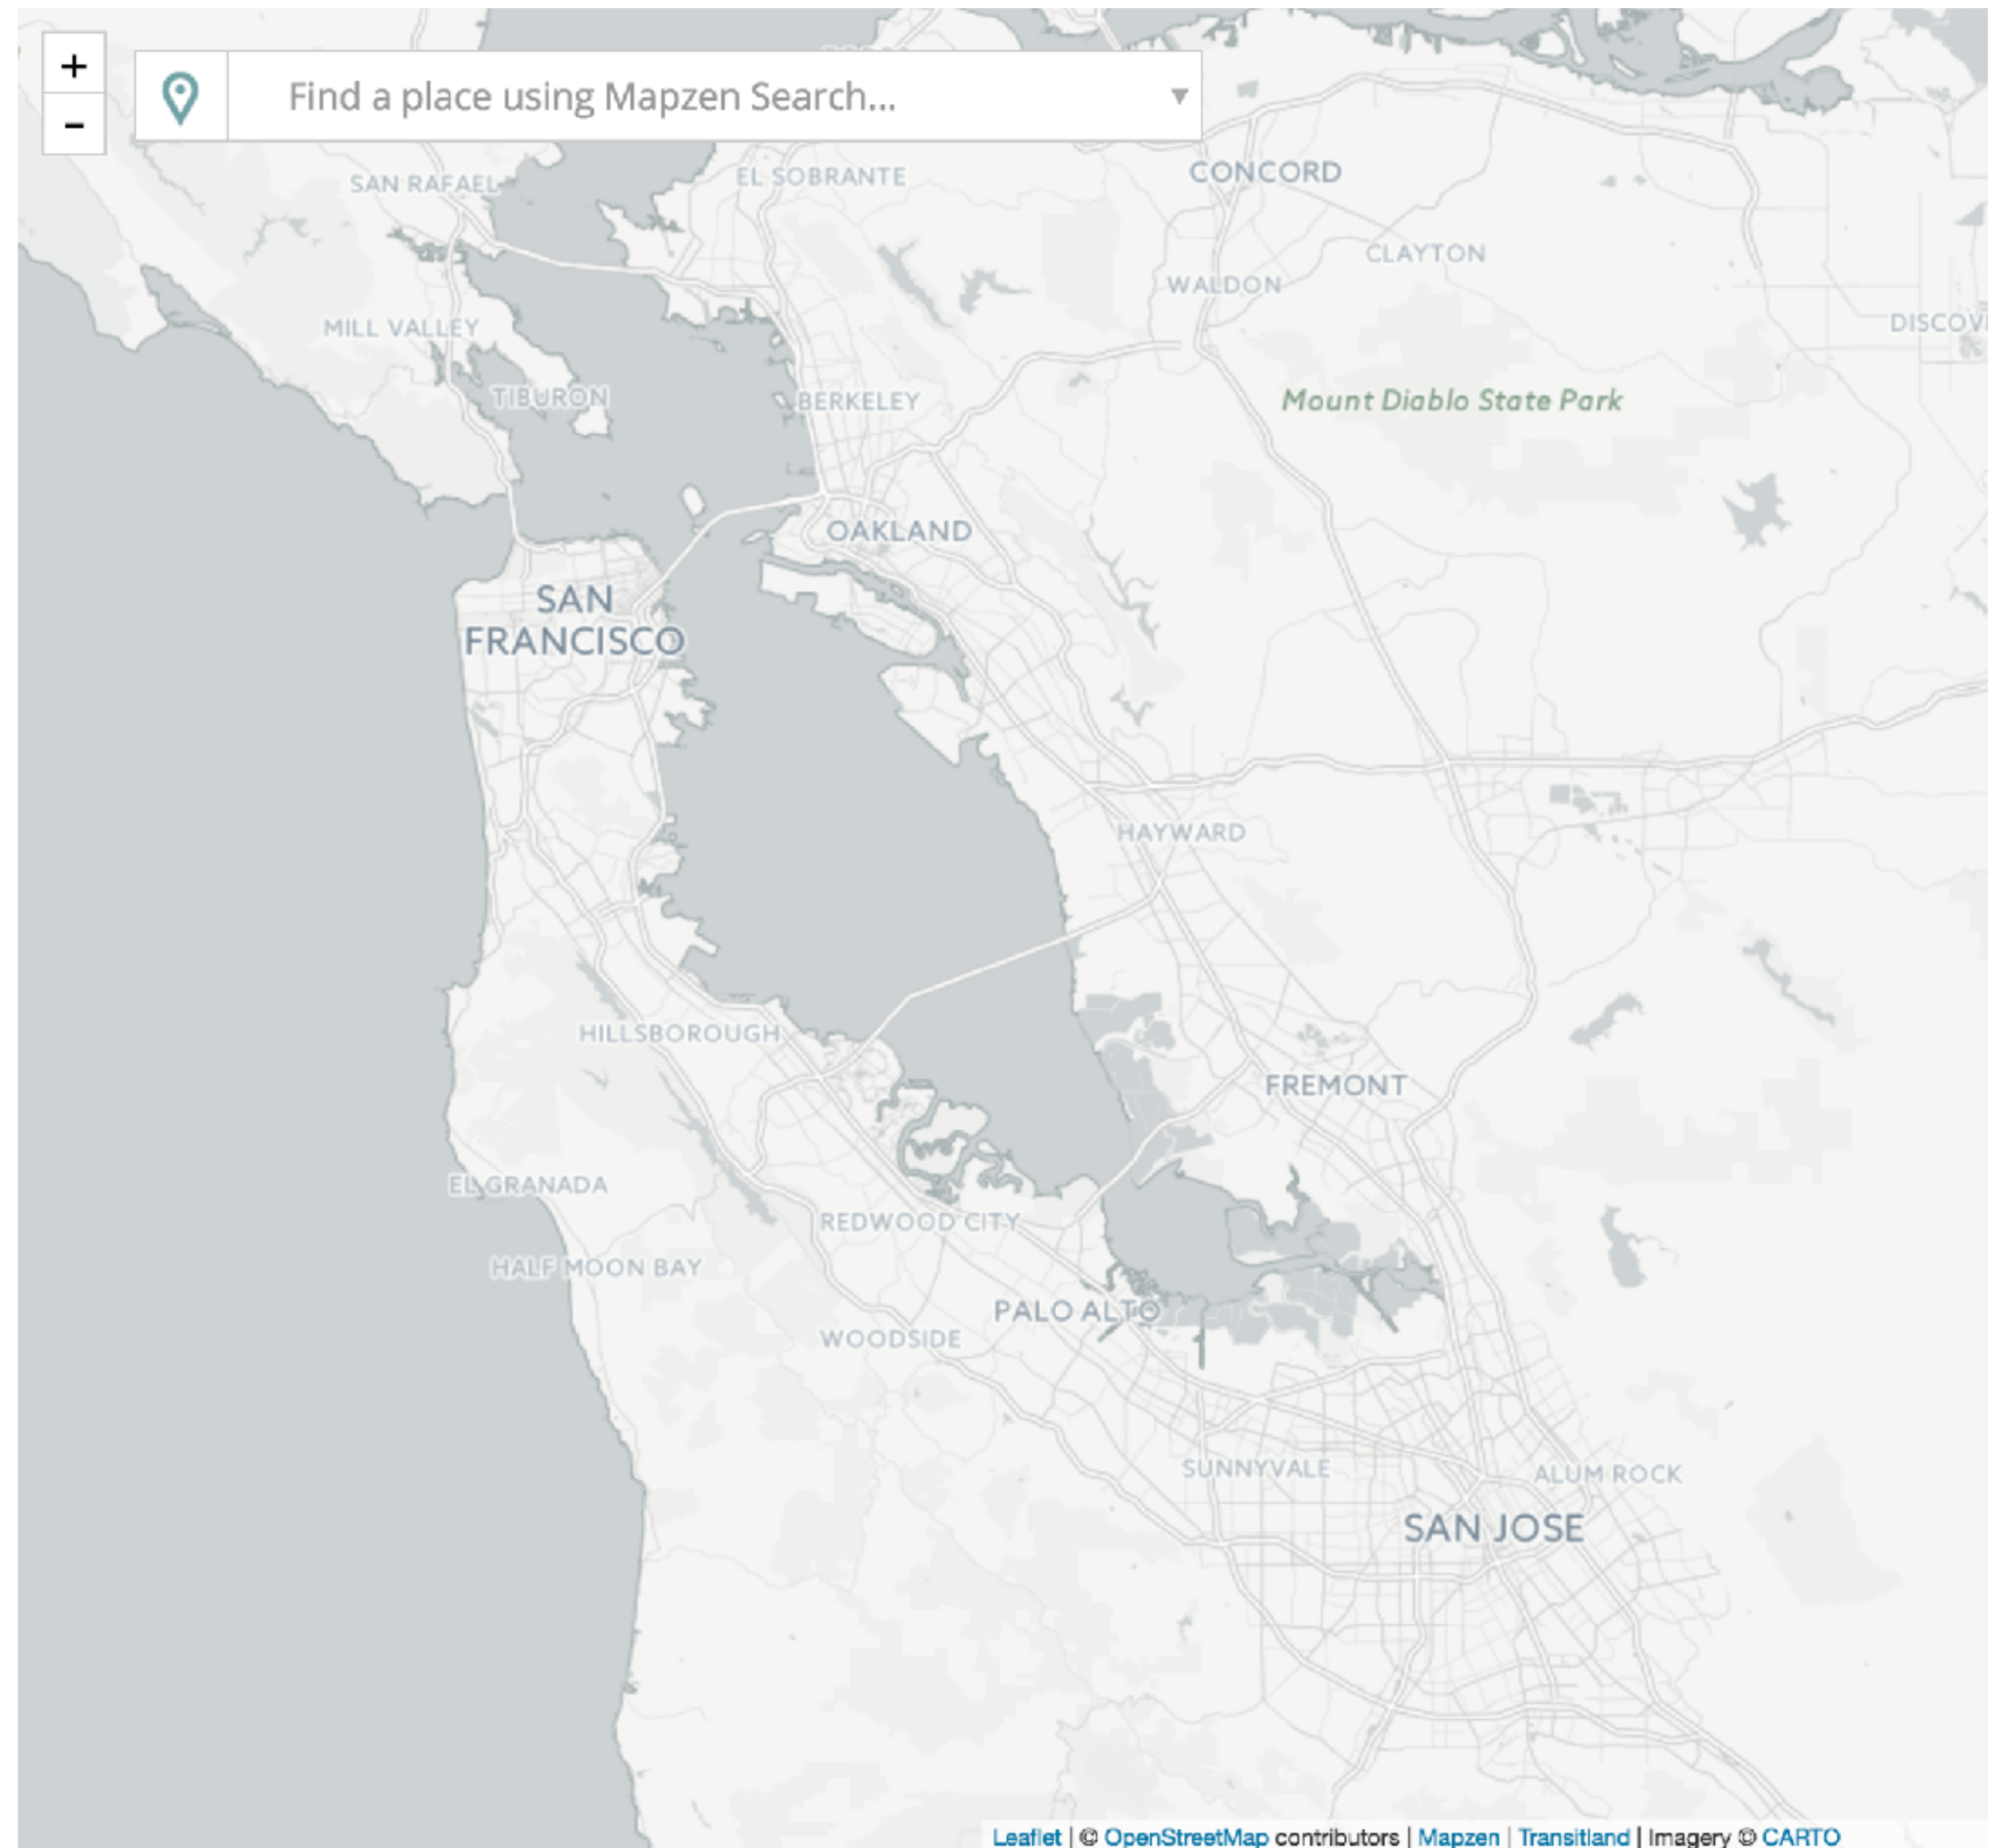 +
-
Find a place using Mapzen Search...
SAN RAFAEL
EL SOBRANTE
CONCORD
CLAYTON
WALDON
MILL VALLEY
DISCOV
TIBURON
BERKELEY
Mount Diablo State Park
OAKLAND
SAN
FRANCISCO
HAYWARD
HILLSBOROUGH
FREMONT
EL GRANADA
REDWOOD CITY
HALF MOON BAY
PALO ALTO
WOODSIDE
SUNNYVALE
ALUM ROCK
SAN JOSE
Leaflet | © OpenStreetMap contributors | Mapzen | Transitland | Imagery © CARTO